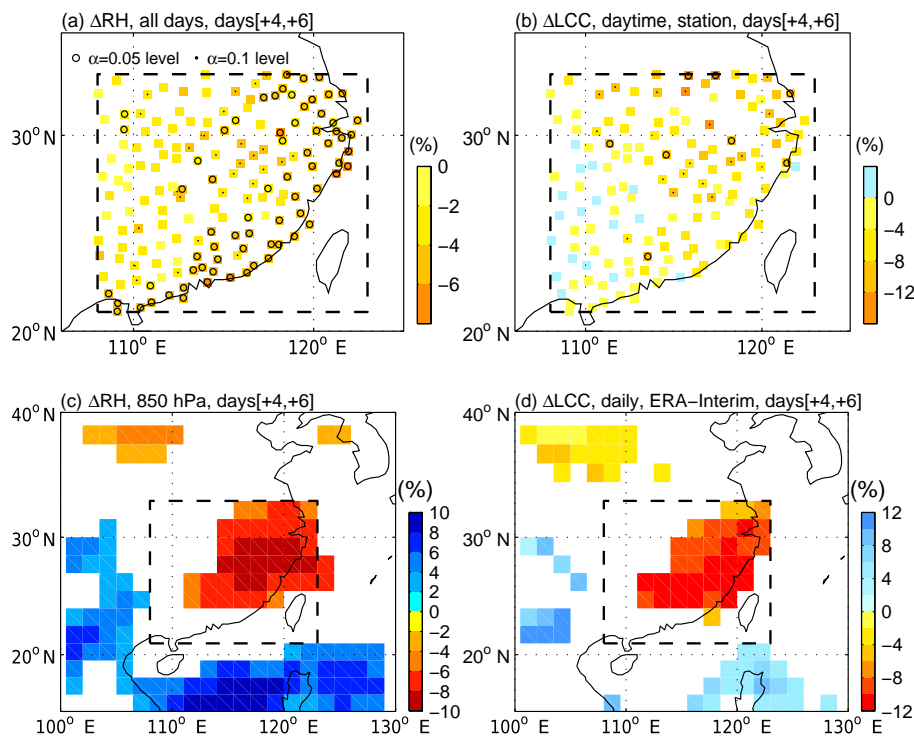 (a) ΔRH, all days, days[+4,+6]
(b) ΔLCC, daytime, station, days[+4,+6]
α=0.05 level
α=0.1 level
30° N
20° N
110° E
120° E
(%)
0
−2
−4
−6
30° N
20° N
110° E
120° E
(%)
0
−4
−8
−12
(c) ΔRH, 850 hPa, days[+4,+6]
(d) ΔLCC, daily, ERA−Interim, days[+4,+6]
40° N
30° N
20° N
100° E
110° E
120° E
130° E
(%)
10
8
6
4
2
0
−2
−4
−6
−8
−10
40° N
30° N
20° N
100° E
110° E
120° E
130° E
(%)
12
8
4
0
−4
−8
−12